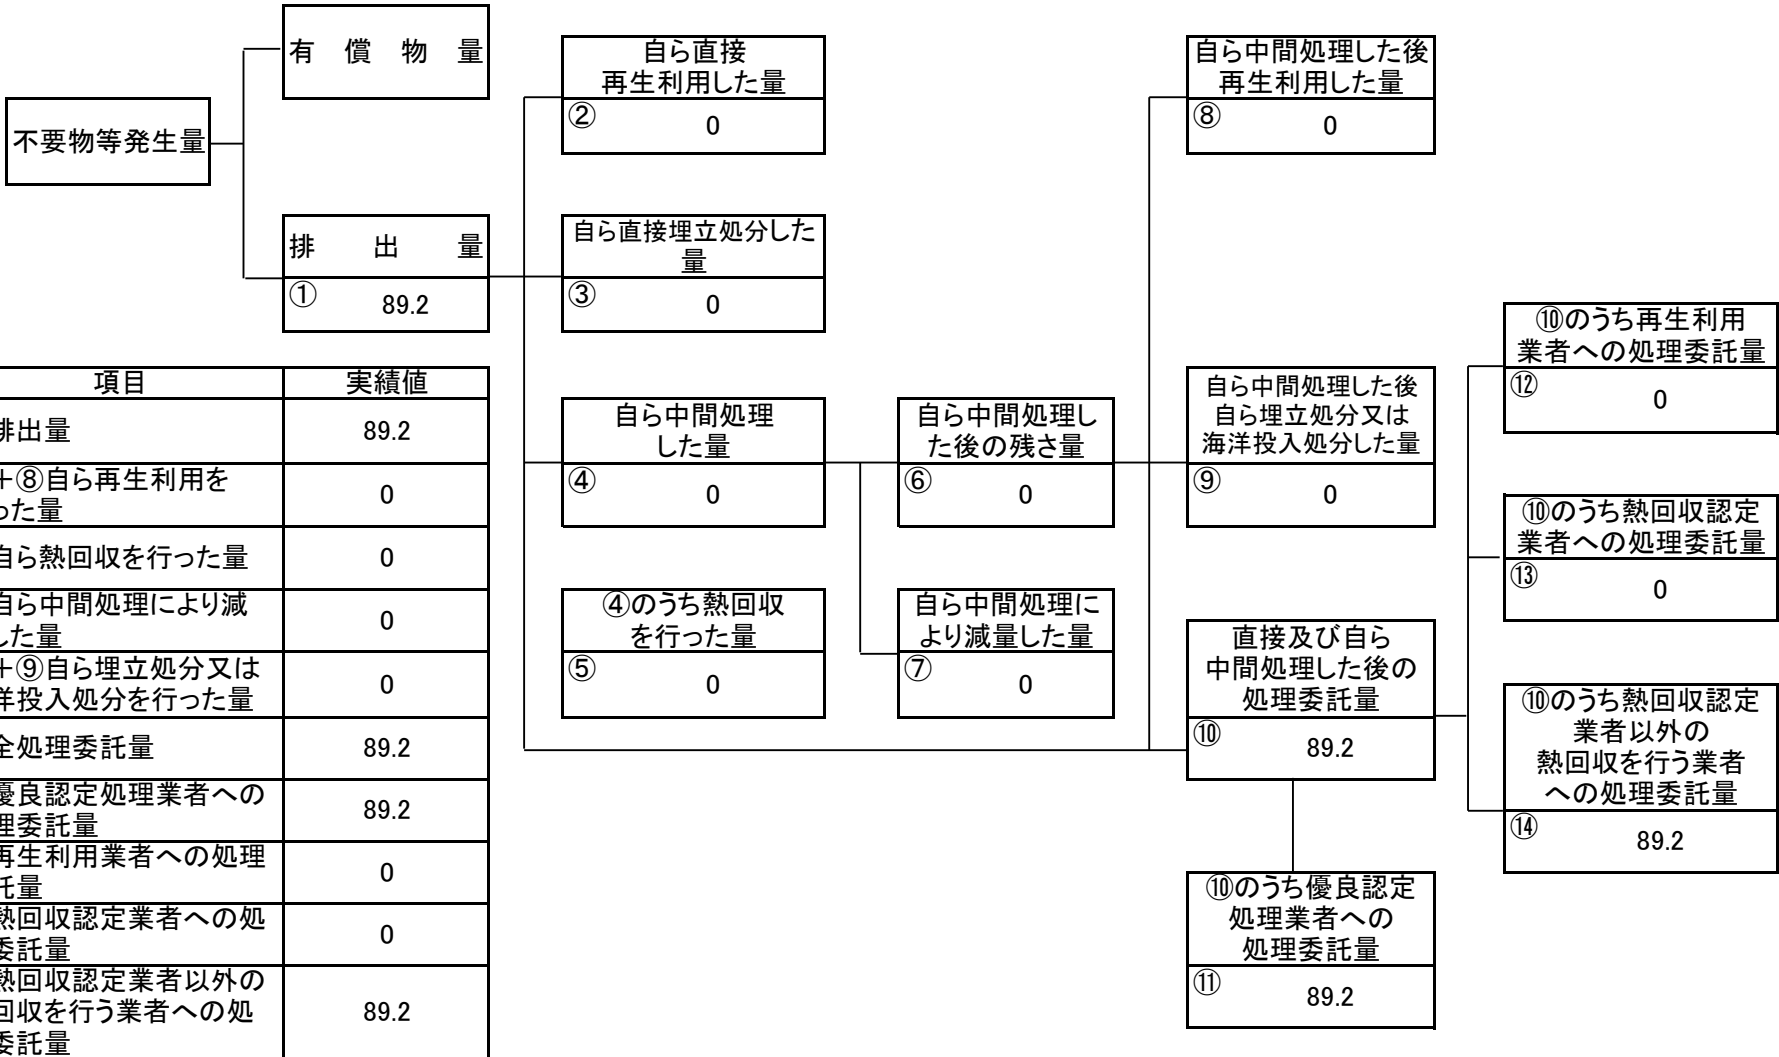 有 償 物 量
不要物等発生量
排 出 量
① 89.2
自ら直接
再生利用した量
② 0
自ら直接埋立処分した
量
③ 0
自ら中間処理
した量
④ 0
④のうち熱回収
を行った量
⑤ 0
自ら中間処理し
た後の残さ量
⑥ 0
自ら中間処理に
より減量した量
⑦ 0
自ら中間処理した後
再生利用した量
⑧ 0
自ら中間処理した後
自ら埋立処分又は
海洋投入処分した量
⑨ 0
直接及び自ら
中間処理した後の
処理委託量
⑩ 89.2
⑩のうち優良認定
処理業者への
処理委託量
⑪ 89.2
⑩のうち再生利用
業者への処理委託量
⑫ 0
⑩のうち熱回収認定
業者への処理委託量
⑬ 0
⑩のうち熱回収認定
業者以外の
熱回収を行う業者
への処理委託量
⑭ 89.2
項目 実績値
排出量 89.2
+⑧自ら再生利用を
った量 0
自ら熱回収を行った量 0
自ら中間処理により減
した量 0
+⑨自ら埋立処分又は
洋投入処分を行った量 0
全処理委託量 89.2
優良認定処理業者への
理委託量 89.2
再生利用業者への処理
託量 0
熱回収認定業者への処
委託量 0
熱回収認定業者以外の
回収を行う業者への処
委託量 89.2